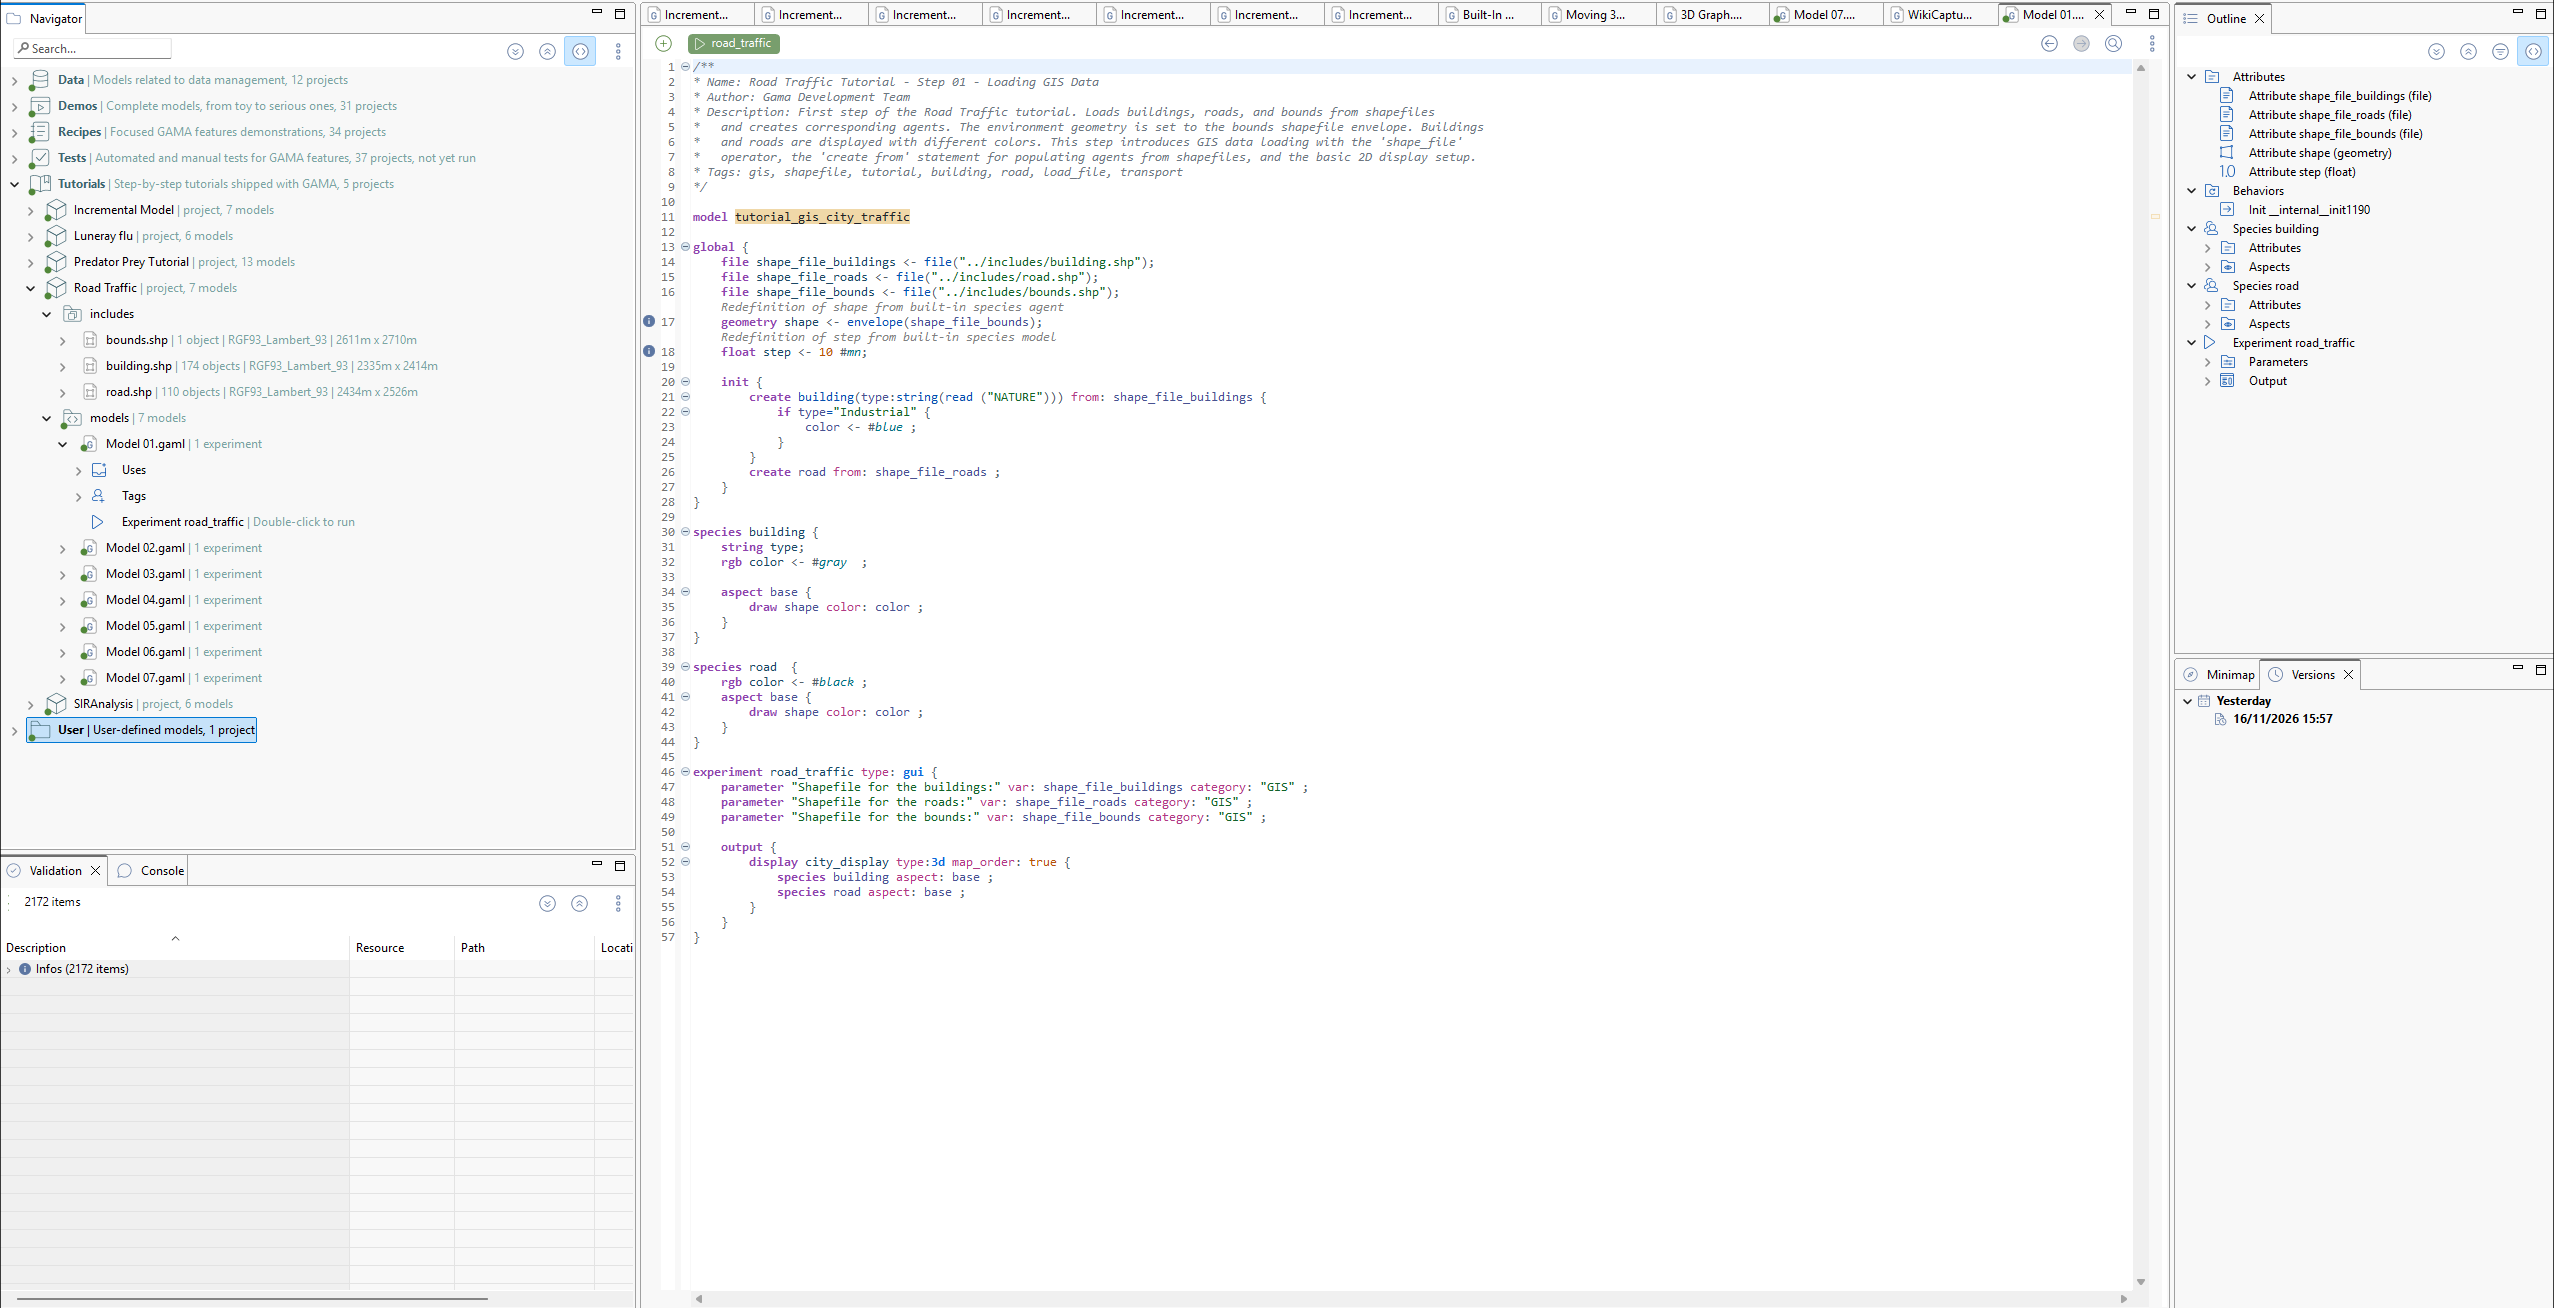 Navigator
Search...
Data | Models related to data management, 12 projects
Demos | Complete models, from toy to serious ones, 31 projects
Recipes | Focused GAMA features demonstrations, 34 projects
Tests | Automated and manual tests for GAMA features, 37 projects, not yet run
Tutorials | Step-by-step tutorials shipped with GAMA, 5 projects
Incremental Model | project, 7 models
Luneray flu | project, 6 models
Predator Prey Tutorial | project, 13 models
Road Traffic | project, 7 models
includes
bounds.shp | 1 object | RGF93_Lambert_93 | 2611m x 2710m
building.shp | 174 objects | RGF93_Lambert_93 | 2335m x 2414m
road.shp | 110 objects | RGF93_Lambert_93 | 2434m x 2526m
models | 7 models
Model 01.gaml | 1 experiment
Uses
Tags
Experiment road_traffic | Double-click to run
Model 02.gaml | 1 experiment
Model 03.gaml | 1 experiment
Model 04.gaml | 1 experiment
Model 05.gaml | 1 experiment
Model 06.gaml | 1 experiment
Model 07.gaml | 1 experiment
SIRAnalysis | project, 6 models
User | User-defined models, 1 project
Validation
Console
2172 items
Description Resource Path Locati
Infos (2172 items)
Increment... Increment... Increment... Increment... Increment... Increment... Increment... Built-In ... Moving 3... 3D Graph.... Model 07.... WikiCaptu... Model 01....
road_traffic
1 /**
2 * Name: Road Traffic Tutorial - Step 01 - Loading GIS Data
3 * Author: Gama Development Team
4 * Description: First step of the Road Traffic tutorial. Loads buildings, roads, and bounds from shapefiles
5 * and creates corresponding agents. The environment geometry is set to the bounds shapefile envelope. Buildings
6 * and roads are displayed with different colors. This step introduces GIS data loading with the 'shape_file'
7 * operator, the 'create from' statement for populating agents from shapefiles, and the basic 2D display setup.
8 * Tags: gis, shapefile, tutorial, building, road, load_file, transport
9 */
10
11 model tutorial_gis_city_traffic
12
13 global {
14 file shape_file_buildings <- file("../includes/building.shp");
15 file shape_file_roads <- file("../includes/road.shp");
16 file shape_file_bounds <- file("../includes/bounds.shp");
Redefinition of shape from built-in species agent
17 geometry shape <- envelope(shape_file_bounds);
Redefinition of step from built-in species model
18 float step <- 10 #mn;
19
20 init {
21 create building(type:string(read ("NATURE"))) from: shape_file_buildings {
22 if type="Industrial" {
23 color <- #blue ;
24 }
25 }
26 create road from: shape_file_roads ;
27 }
28 }
29
30 species building {
31 string type;
32 rgb color <- #gray ;
33
34 aspect base {
35 draw shape color: color ;
36 }
37 }
38
39 species road {
40 rgb color <- #black ;
41 aspect base {
42 draw shape color: color ;
43 }
44 }
45
46 experiment road_traffic type: gui {
47 parameter "Shapefile for the buildings:" var: shape_file_buildings category: "GIS" ;
48 parameter "Shapefile for the roads:" var: shape_file_roads category: "GIS" ;
49 parameter "Shapefile for the bounds:" var: shape_file_bounds category: "GIS" ;
50
51 output {
52 display city_display type:3d map_order: true {
53 species building aspect: base ;
54 species road aspect: base ;
55 }
56 }
57 }
Outline
Attributes
Attribute shape_file_buildings (file)
Attribute shape_file_roads (file)
Attribute shape_file_bounds (file)
Attribute shape (geometry)
1.0 Attribute step (float)
Behaviors
Init __internal__init1190
Species building
Attributes
Aspects
Species road
Attributes
Aspects
Experiment road_traffic
Parameters
Output
Minimap
Versions
Yesterday
16/11/2026 15:57